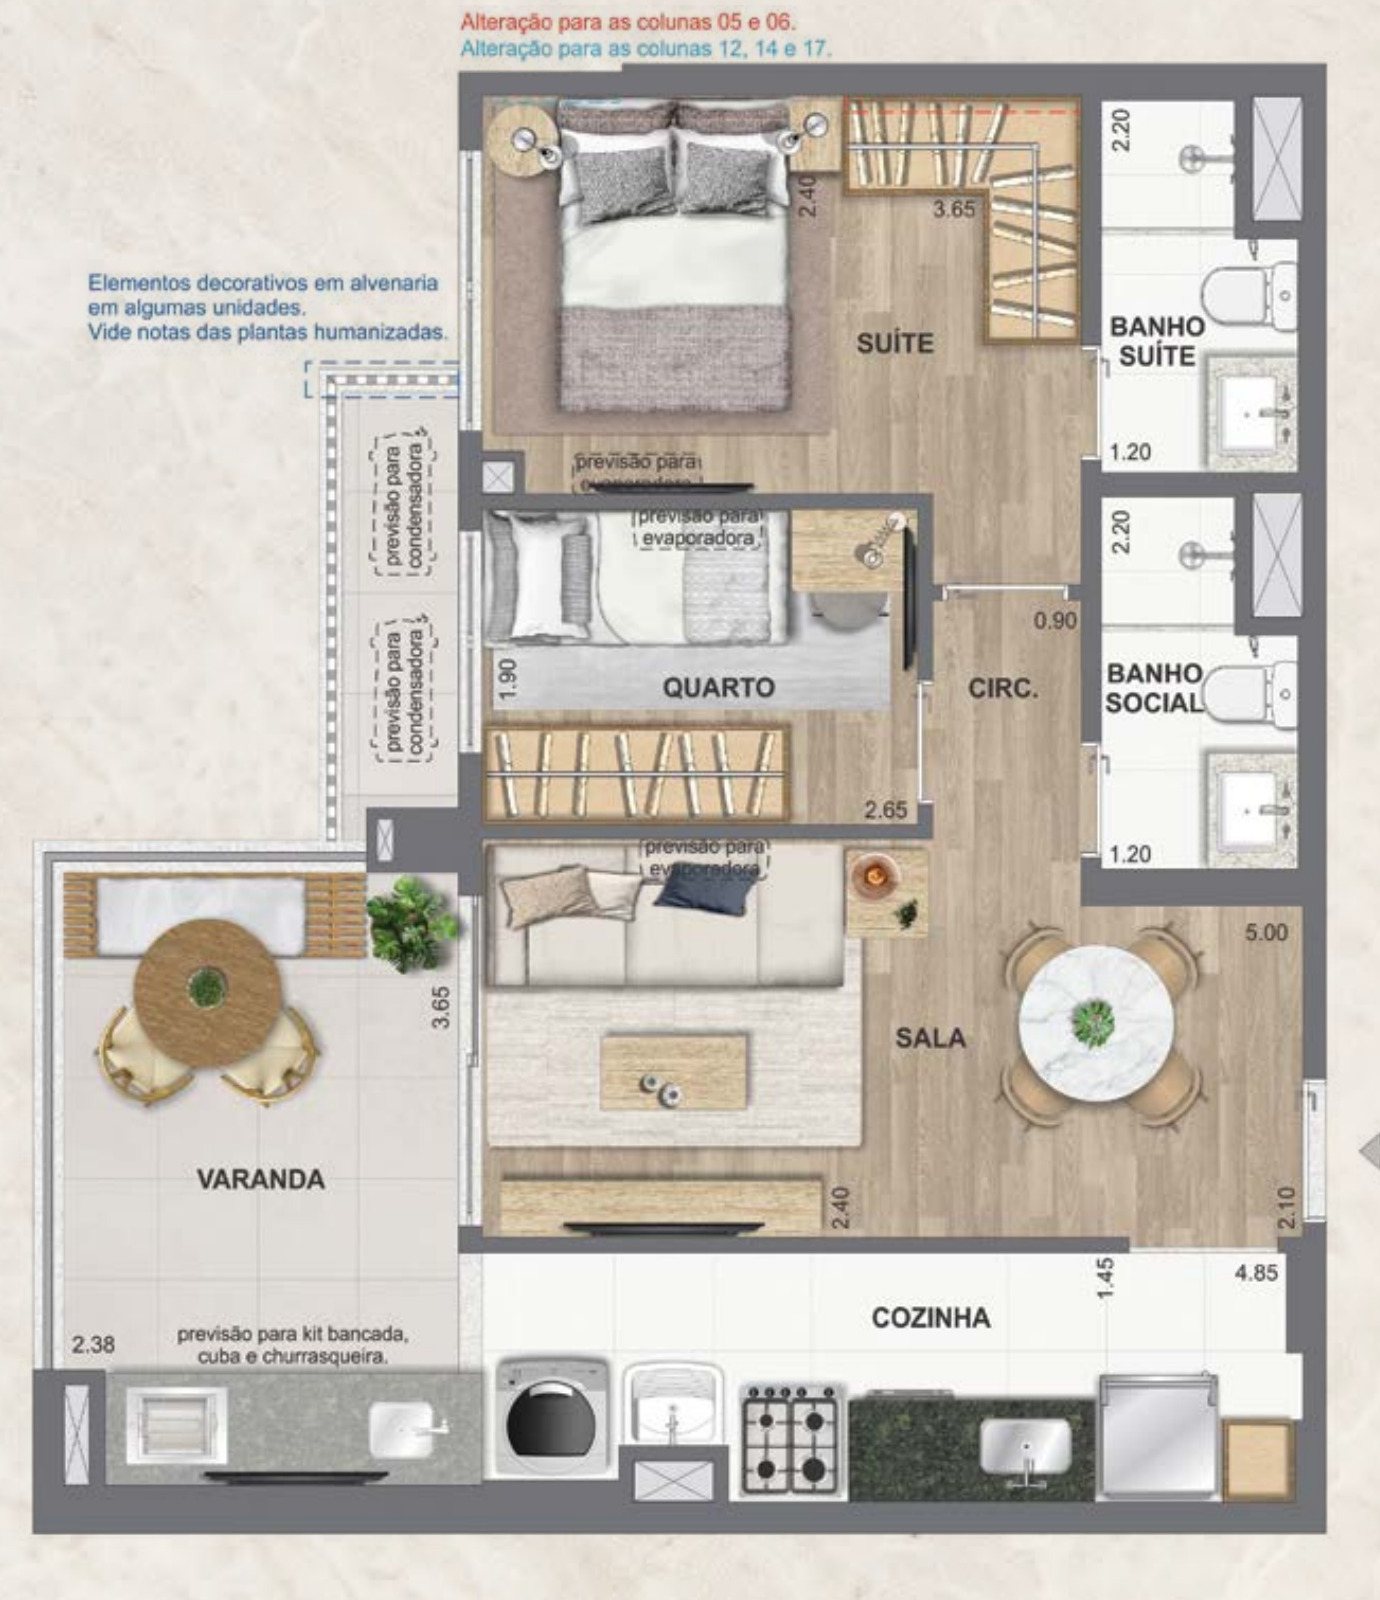 Alteração para as colunas 05 e 06.
Alteração para as colunas 12, 14 e 17.
2.20
2.40
3.65
Elementos decorativos em alvenaria
em algumas unidades.
Vide notas das plantas humanizadas.
SUÍTE
BANHO
SUÍTE
1.20
previsão para
condensadora
previsão para
evaporadora
previsão para
evaporadora
2.20
0.90
previsão para
condensadora
1.90
QUARTO
CIRC.
BANHO
SOCIAL
2.65
1.20
previsão para
evaporadora
5.00
3.65
SALA
VARANDA
2.40
2.10
1.45
4.85
COZINHA
2.38
previsão para kit bancada,
cuba e churrasqueira.